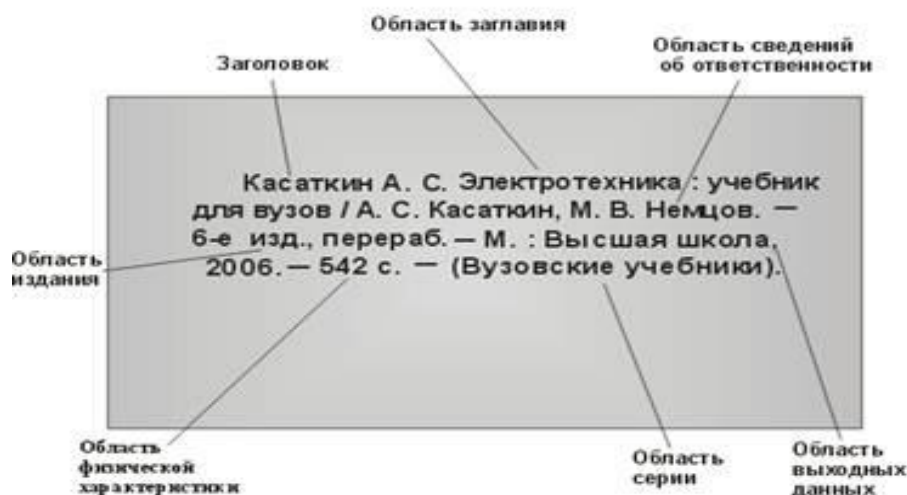 Область заглавия
Заголовок
Область сведений
об ответственности
Касаткин А. С. Электротехника : учебник
для вузов / А. С. Касаткин, М. В. Немцов. —
6-е изд., перераб. — М. : Высшая школа,
2006. — 542 с. — (Вузовские учебники).
Область
издания
Область
физической
характеристики
Область
серии
Область
выходных
данных